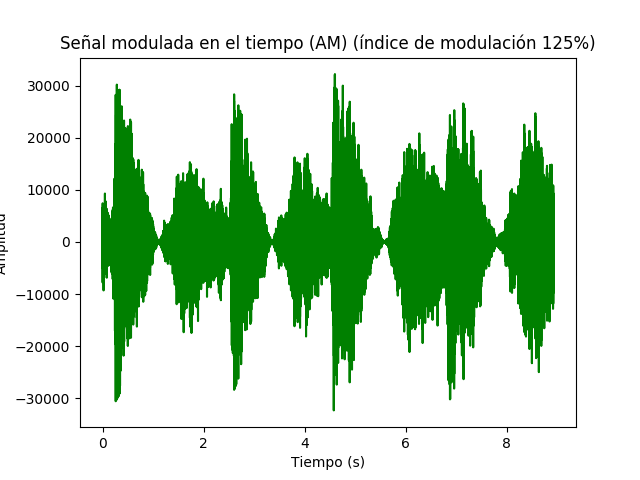 Señal modulada en el tiempo (AM) (índice de modulación 125%)
30000
20000
10000
0
−10000
−20000
−30000
0 2 4 6 8
Tiempo (s)